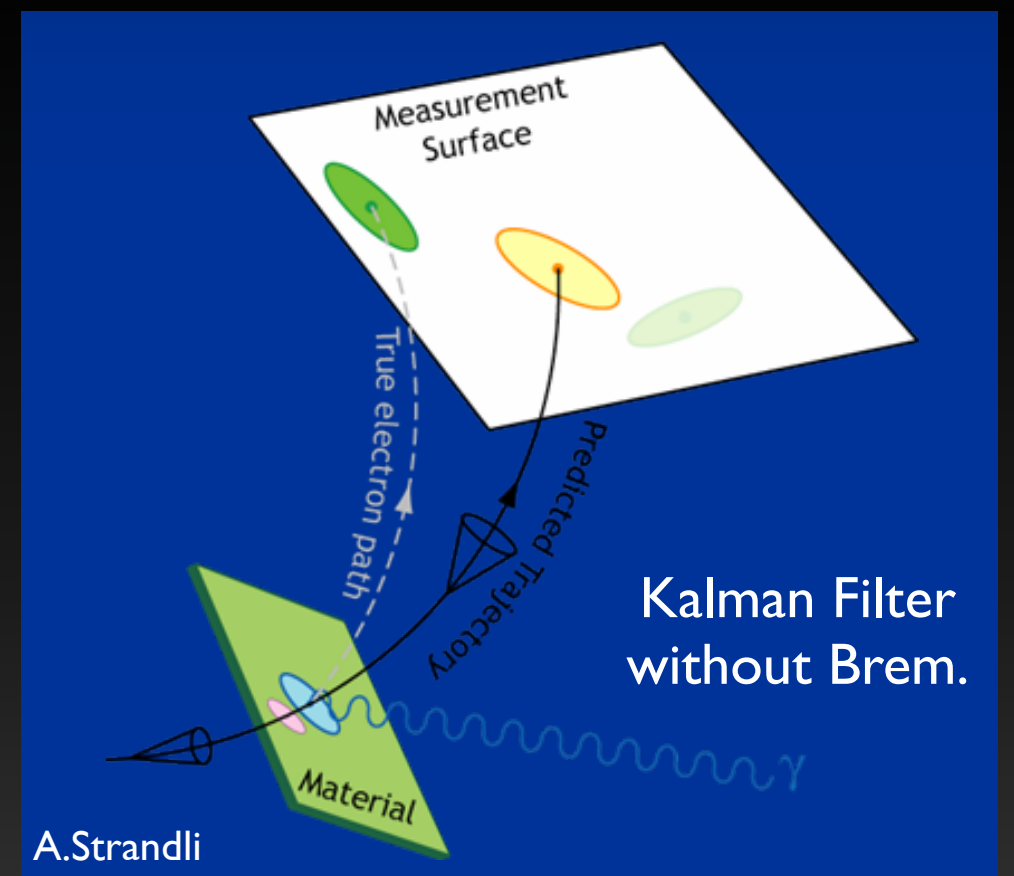 Measurement
Surface
True electron path
Predicted Trajectory
Kalman Filter
without Brem.
γ
Material
A.Strandli